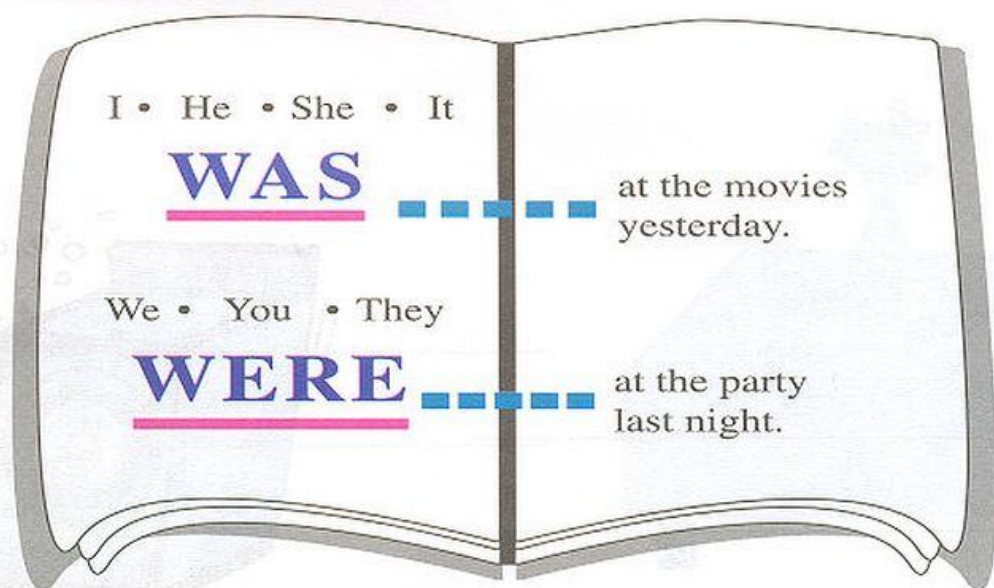 I • He • She • It
WAS
at the movies
yesterday.
We • You • They
WERE
at the party
last night.